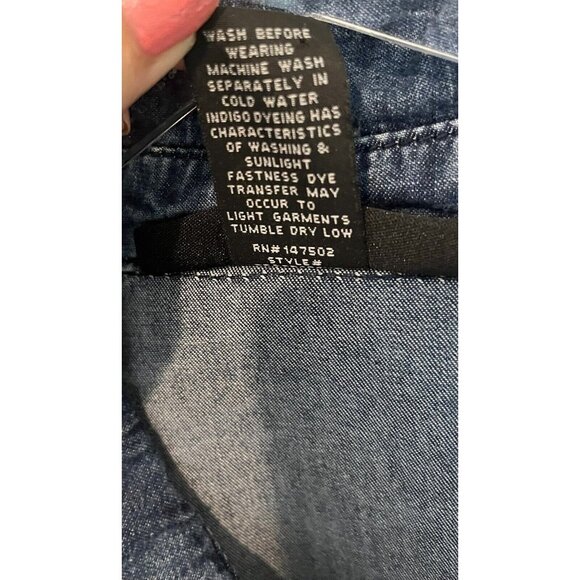 WASH BEFORE
WEARING
MACHINE WASH
SEPARATELY IN
COLD WATER
INDIGO DYEING HAS
CHARACTERISTICS
OF WASHING &
SUNLIGHT
FASTNESS DYE
TRANSFER MAY
OCCUR TO
LIGHT GARMENTS
TUMBLE DRY LOW
RN# 147502
STYLE#